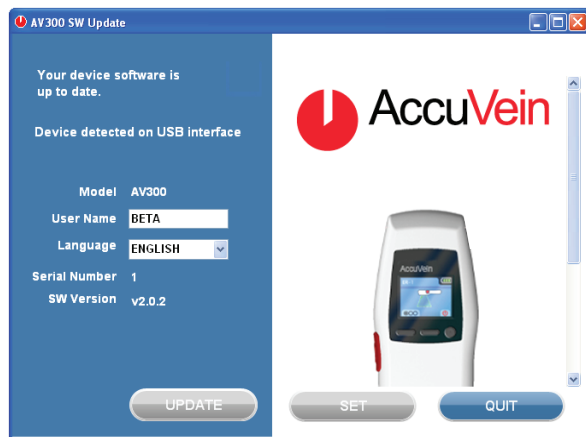 AV300 SW Update
Your device software is
up to date.
Device detected on USB interface
Model AV300
User Name BETA
Language ENGLISH
Serial Number 1
SW Version v2.0.2
UPDATE
AccuVein
AccuVein
SET
QUIT